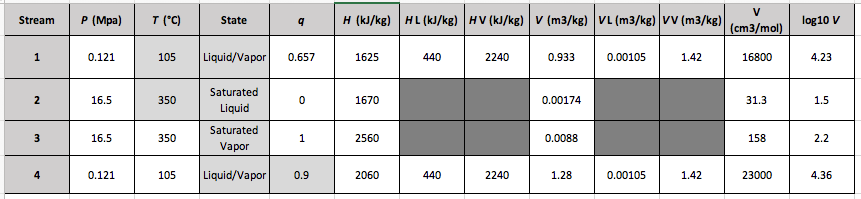 Stream P (Mpa) T (°C) State q H (kJ/kg) H L (kJ/kg) H V (kJ/kg) V (m3/kg) V L (m3/kg) V V (m3/kg) V (cm3/mol) log10 V
1 0.121 105 Liquid/Vapor 0.657 1625 440 2240 0.933 0.00105 1.42 16800 4.23
2 16.5 350 Saturated Liquid 0 1670 0.00174 31.3 1.5
3 16.5 350 Saturated Vapor 1 2560 0.0088 158 2.2
4 0.121 105 Liquid/Vapor 0.9 2060 440 2240 1.28 0.00105 1.42 23000 4.36